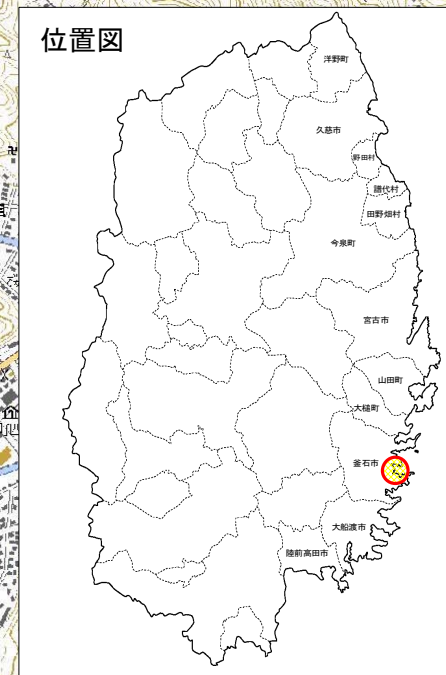 位置図
洋野町
久慈市
野田村
譜代村
田野畑村
今泉町
宮古市
山田町
大槌町
釜石市
大船渡市
陸前高田市